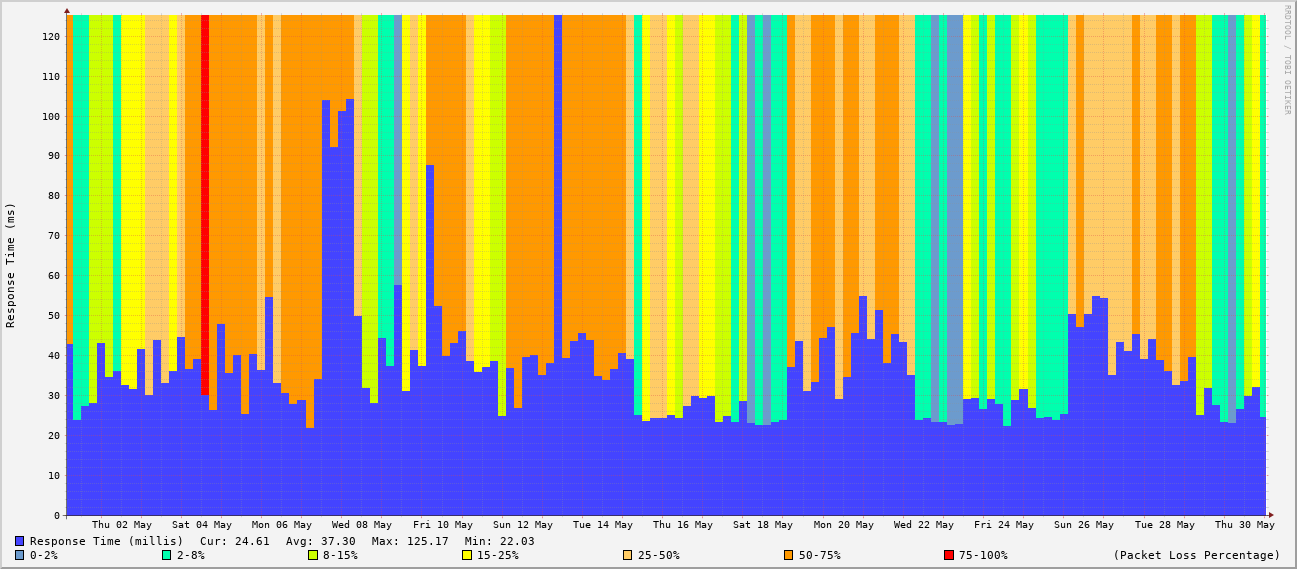 RRDTOOL / TOBI OETIKER
Response Time (ms)
120
110
100
90
80
70
60
50
40
30
20
10
0
Thu 02 May Sat 04 May Mon 06 May Wed 08 May Fri 10 May Sun 12 May Tue 14 May Thu 16 May Sat 18 May Mon 20 May Wed 22 May Fri 24 May Sun 26 May Tue 28 May Thu 30 May
Response Time (millis) Cur: 24.61 Avg: 37.30 Max: 125.17 Min: 22.03
0-2% 2-8% 8-15% 15-25% 25-50% 50-75% 75-100% (Packet Loss Percentage)